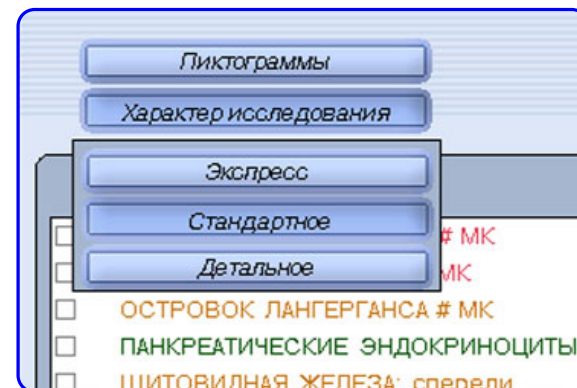 Пиктограммы
Характер исследования
Экспресс
Стандартное
# МК
Детальное
МК
ОСТРОВОК ЛАНГЕРГАНСА # МК
ПАНКРЕАТИЧЕСКИЕ ЭНДОКРИНОЦИТЫ
ЩИТОВИДНАЯ ЖЕЛЕЗА; спереди